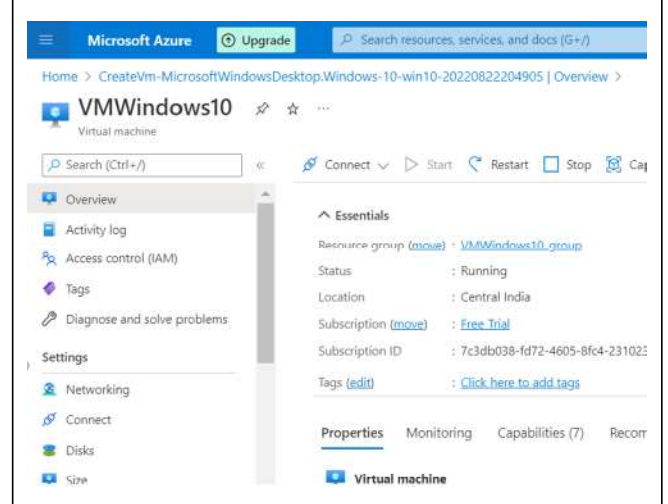 Microsoft Azure Upgrade Search resources, services, and docs (G+/)
Home > CreateVm-MicrosoftWindowsDesktop.Windows-10-win10-20220822204905 | Overview >
VMWindows10 ...
Virtual machine
Search (Ctrl+/) « Connect Start Restart Stop Cap
Overview
Activity log
Access control (IAM)
Tags
Diagnose and solve problems
Settings
Networking
Connect
Disks
Size
Essentials
Resource group (move) : VMWindows10_group
Status : Running
Location : Central India
Subscription (move) : Free Trial
Subscription ID : 7c3db038-fd72-4605-8fc4-231023
Tags (edit) : Click here to add tags
Properties Monitoring Capabilities (7) Recom
Virtual machine